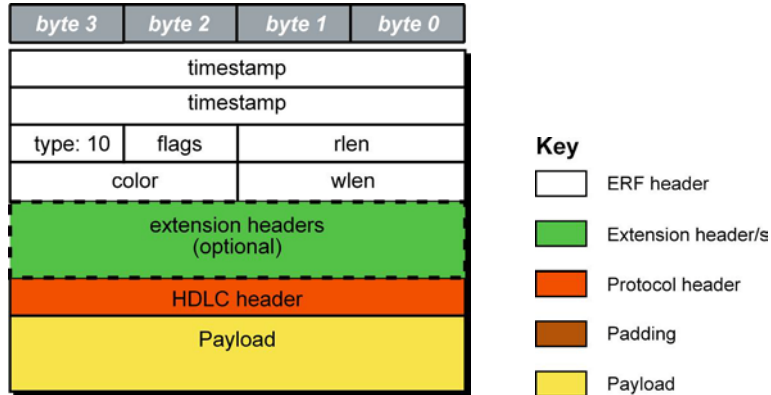 byte 3 byte 2 byte 1 byte 0
timestamp
timestamp
type: 10 flags rlen
color wlen
extension headers
(optional)
HDLC header
Payload
Key
ERF header
Extension header/s
Protocol header
Padding
Payload